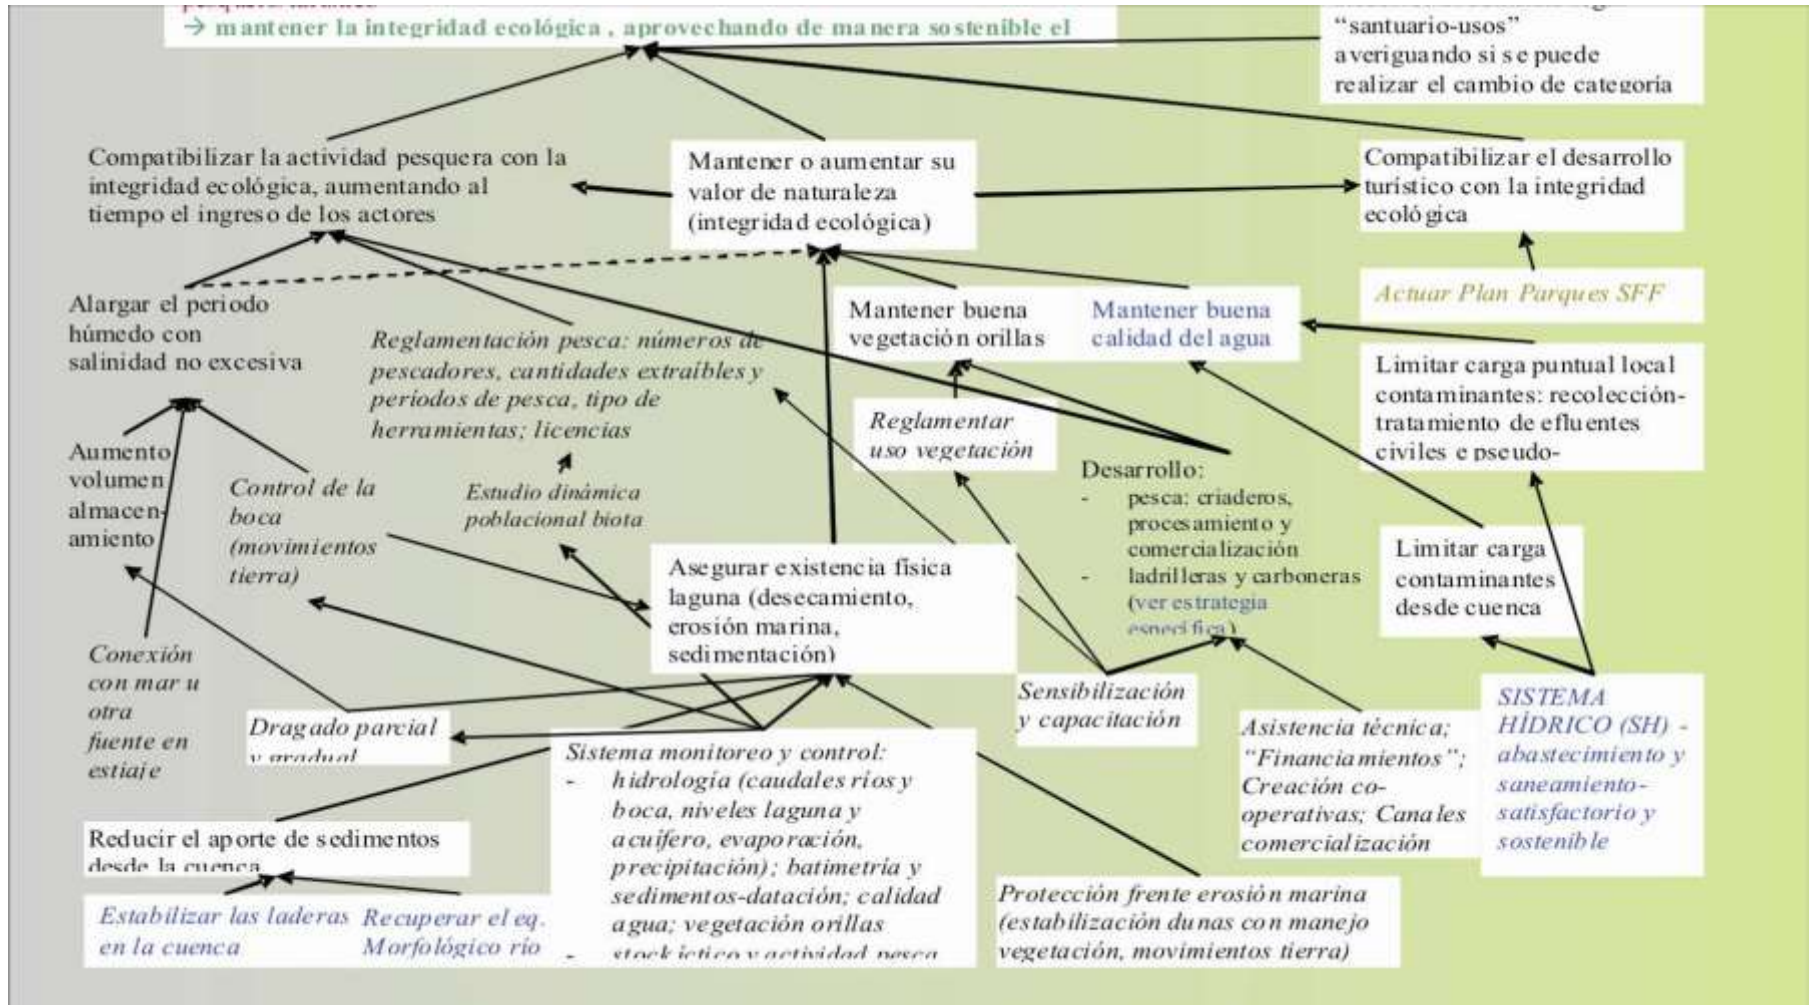 → mantener la integridad ecológica , aprovechando de manera sostenible el
“santuario-usos”
averiguando si se puede
realizar el cambio de categoría
Compatibilizar la actividad pesquera con la
integridad ecológica, aumentando al
tiempo el ingreso de los actores
Mantener o aumentar su
valor de naturaleza
(integridad ecológica)
Compatibilizar el desarrollo
turístico con la integridad
ecológica
Actuar Plan Parques SFF
Alargar el periodo
húmedo con
salinidad no excesiva
Reglamentación pesca: números de
pescadores, cantidades extraíbles y
períodos de pesca, tipo de
herramientas; licencias
Mantener buena
vegetación orillas
Mantener buena
calidad del agua
Limitar carga puntual local
contaminantes: recolección-
tratamiento de efluentes
civiles e pseudo-
Reglamentar
uso vegetación
Aumento
volumen
almacen-
amiento
Control de la
boca
(movimientos
tierra)
Estudio dinámica
poblacional biota
Desarrollo:
- pesca: criaderos,
procesamiento y
comercialización
- ladrilleras y carboneras
(ver estrategia
específica)
Asegurar existencia física
laguna (desecamiento,
erosión marina,
sedimentación)
Limitar carga
contaminantes
desde cuenca
Conexión
con mar u
otra
fuente en
estiaje
Dragado parcial
y gradual
Sensibilización
y capacitación
Asistencia técnica;
“Financiamientos”;
Creación co-
operativas; Canales
comercialización
SISTEMA
HÍDRICO (SH) -
abastecimiento y
saneamiento-
satisfactorio y
sostenible
Sistema monitoreo y control:
- hidrología (caudales ríos y
boca, niveles laguna y
acuífero, evaporación,
precipitación); batimetría y
sedimentos-datación; calidad
agua; vegetación orillas
- stock íctico y actividad pesca
Reducir el aporte de sedimentos
desde la cuenca
Estabilizar las laderas
en la cuenca
Recuperar el eq.
Morfológico río
Protección frente erosión marina
(estabilización dunas con manejo
vegetación, movimientos tierra)